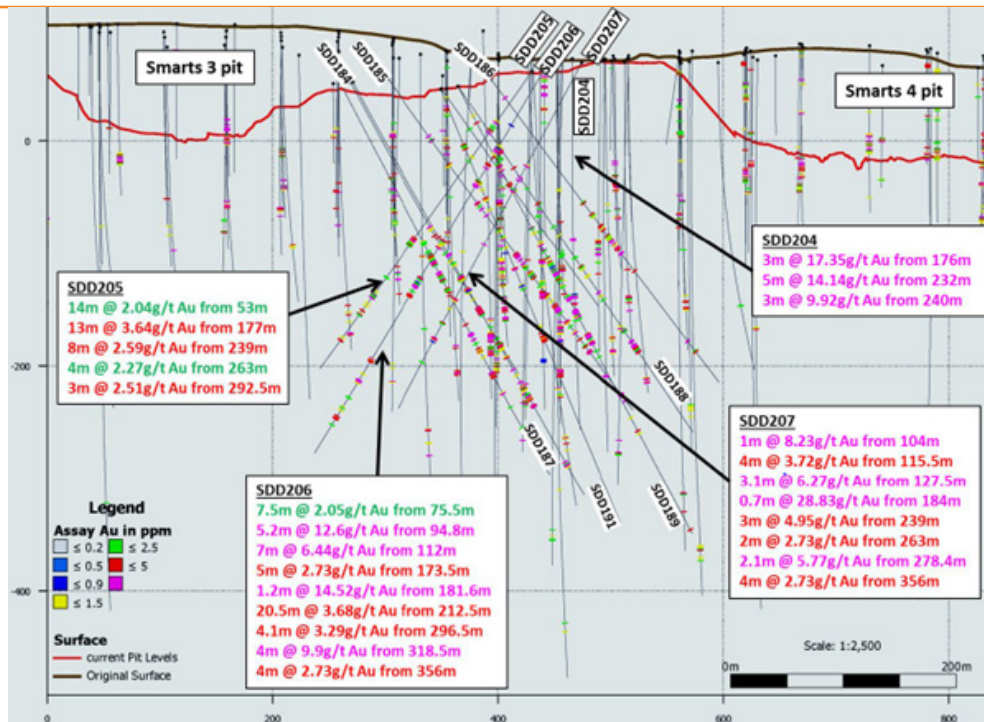 Smarts 3 pit
SDD184
SDD185
SDD186
SDD205
SDD206
SDD207
SDD204
Smarts 4 pit
0
SDD204
3m @ 17.35g/t Au from 176m
5m @ 14.14g/t Au from 232m
3m @ 9.92g/t Au from 240m
SDD205
14m @ 2.04g/t Au from 53m
13m @ 3.64g/t Au from 177m
8m @ 2.59g/t Au from 239m
4m @ 2.27g/t Au from 263m
3m @ 2.51g/t Au from 292.5m
-200
SDD188
SDD187
SDD191
SDD189
SDD207
1m @ 8.23g/t Au from 104m
4m @ 3.72g/t Au from 115.5m
3.1m @ 6.27g/t Au from 127.5m
0.7m @ 28.83g/t Au from 184m
3m @ 4.95g/t Au from 239m
2m @ 2.73g/t Au from 263m
2.1m @ 5.77g/t Au from 278.4m
4m @ 2.73g/t Au from 356m
SDD206
7.5m @ 2.05g/t Au from 75.5m
5.2m @ 12.6g/t Au from 94.8m
7m @ 6.44g/t Au from 112m
5m @ 2.73g/t Au from 173.5m
1.2m @ 14.52g/t Au from 181.6m
20.5m @ 3.68g/t Au from 212.5m
4.1m @ 3.29g/t Au from 296.5m
4m @ 9.9g/t Au from 318.5m
4m @ 2.73g/t Au from 356m
Legend
Assay Au in ppm
≤ 0.2 ≤ 2.5
≤ 0.5 ≤ 5
≤ 0.9
≤ 1.5
-400
Surface
current Pit Levels
Original Surface
Scale: 1:2,500
0m 200m
0 200 400 600 800